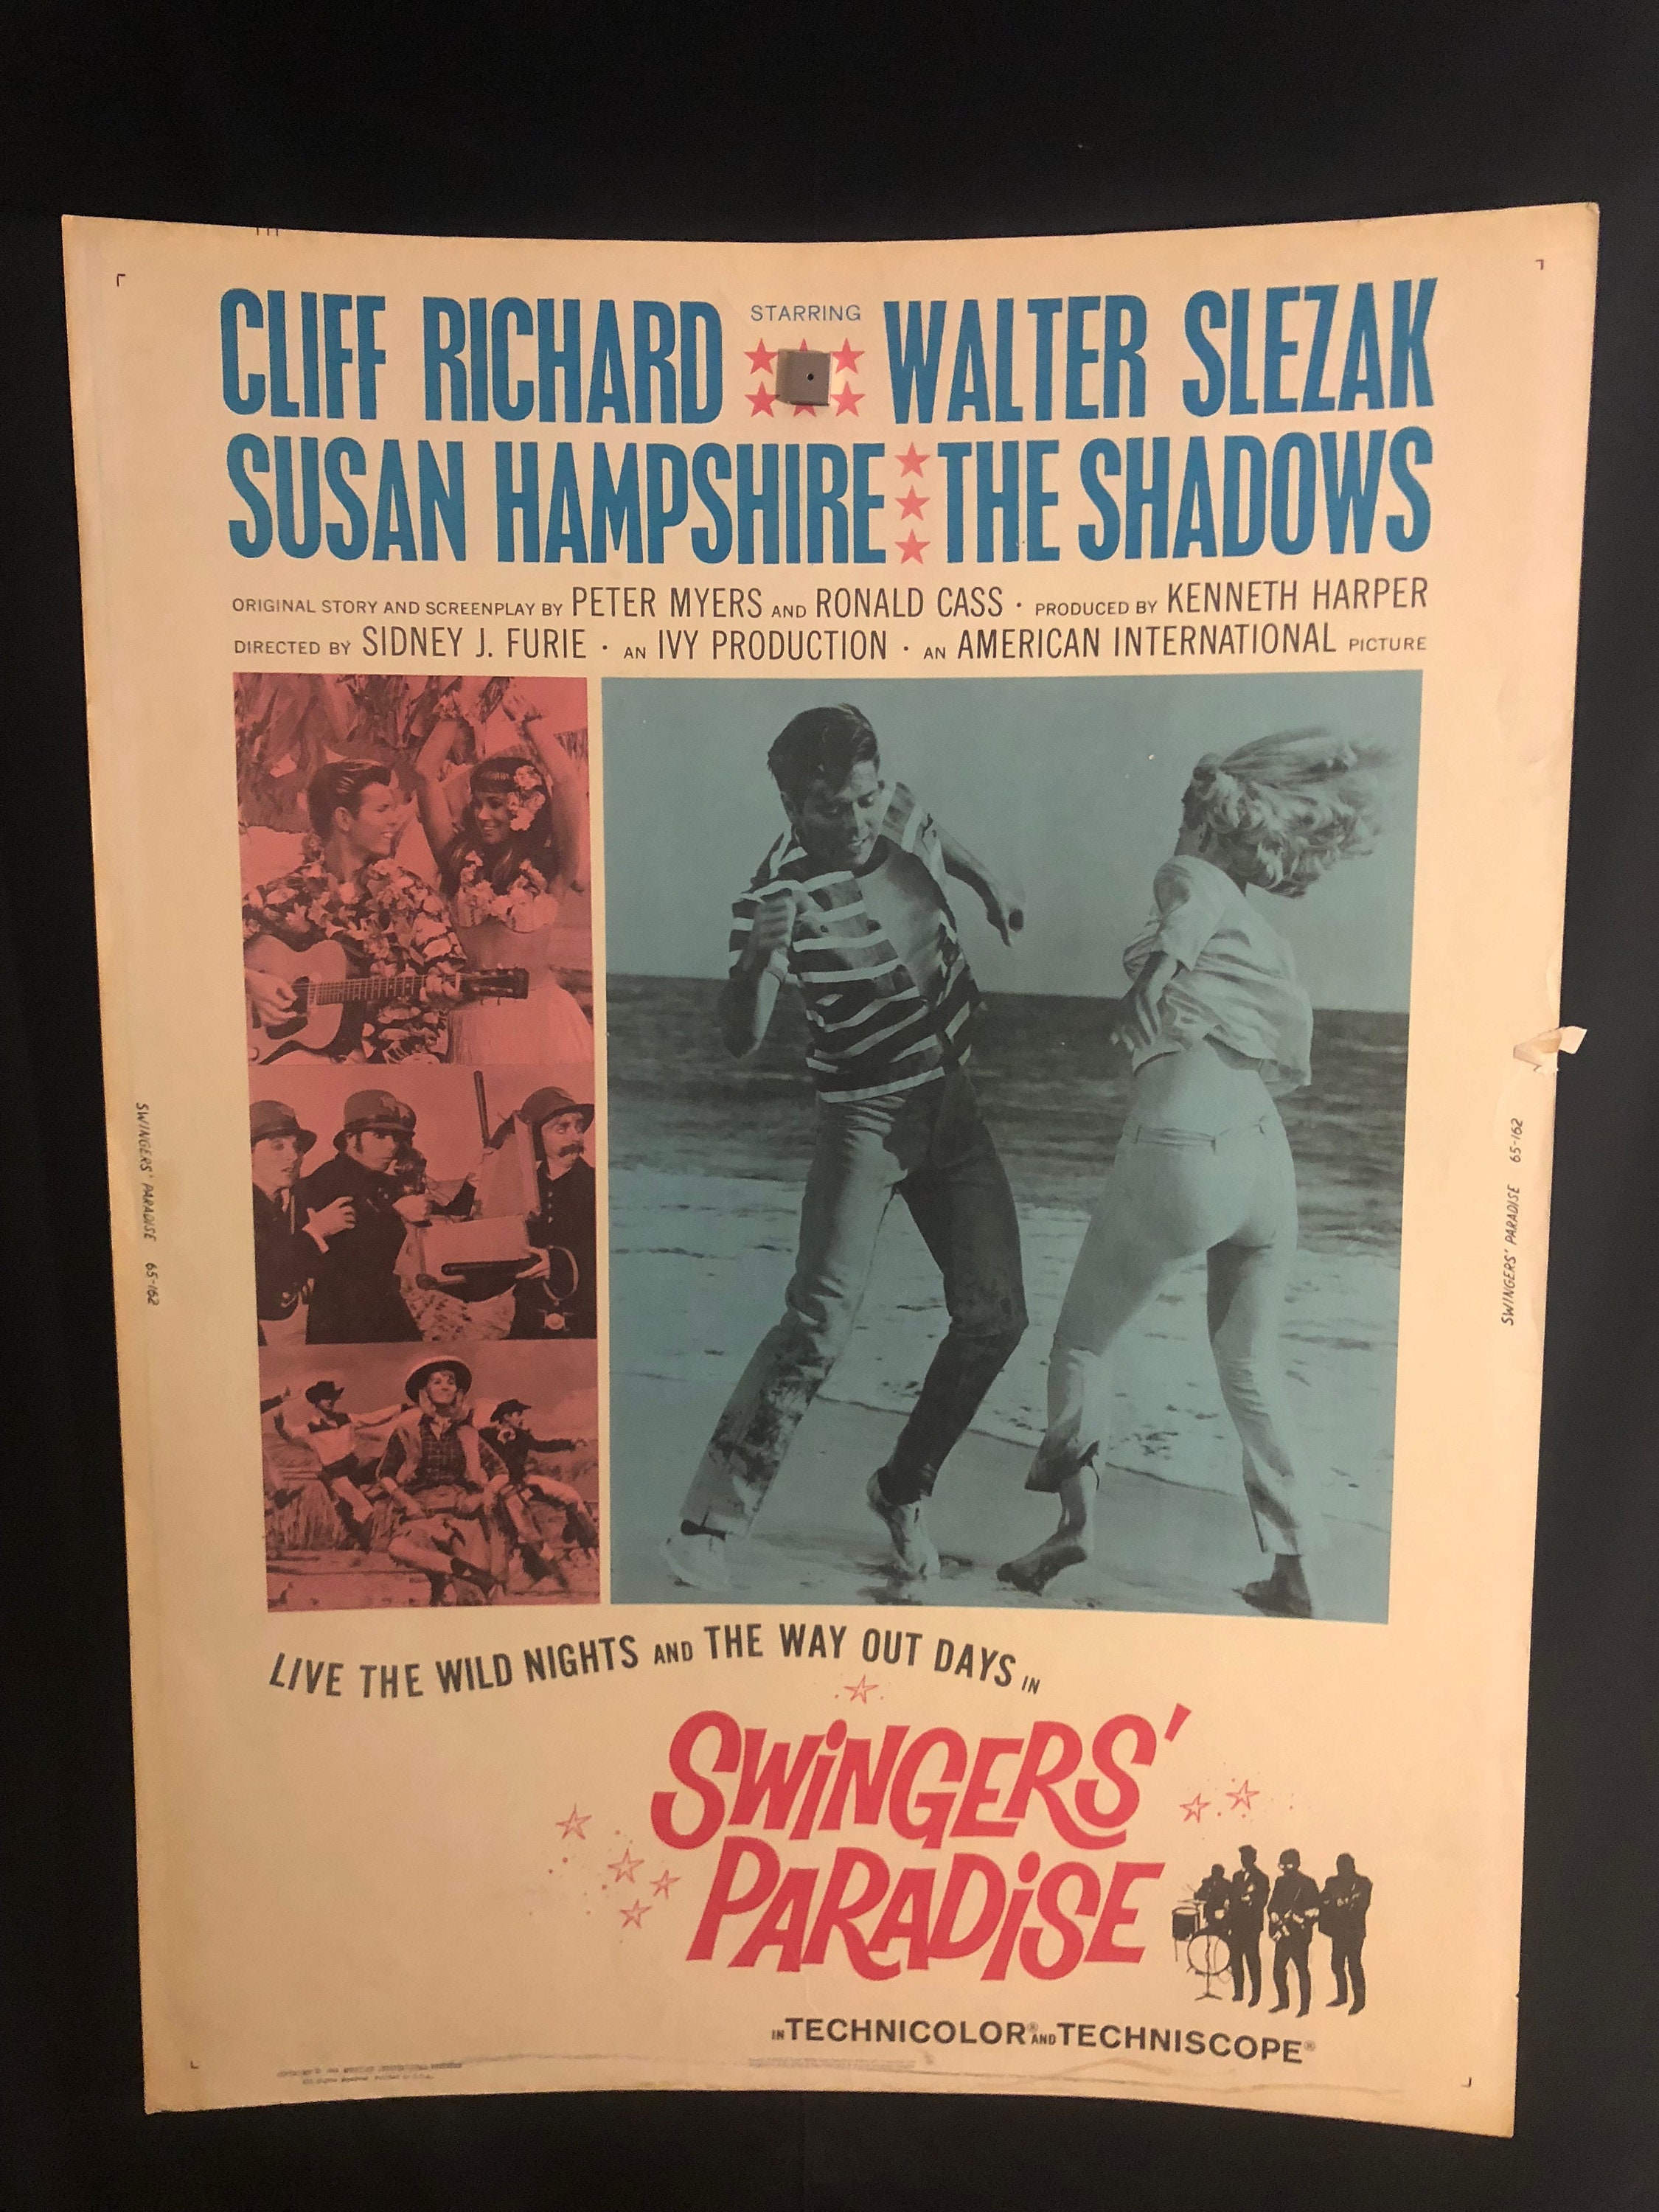 STARRING
CLIFF RICHARD WALTER SLEZAK
SUSAN HAMPSHIRE THE SHADOWS
ORIGINAL STORY AND SCREENPLAY BY PETER MYERS AND RONALD CASS · PRODUCED BY KENNETH HARPER
DIRECTED BY SIDNEY J. FURIE · AN IVY PRODUCTION · AN AMERICAN INTERNATIONAL PICTURE
SWINGERS' PARADISE 65-162
SWINGERS' PARADISE 65-162
LIVE THE WILD NIGHTS AND THE WAY OUT DAYS IN
SWiNGERS'
PARADiSE
IN TECHNICOLOR® AND TECHNISCOPE®